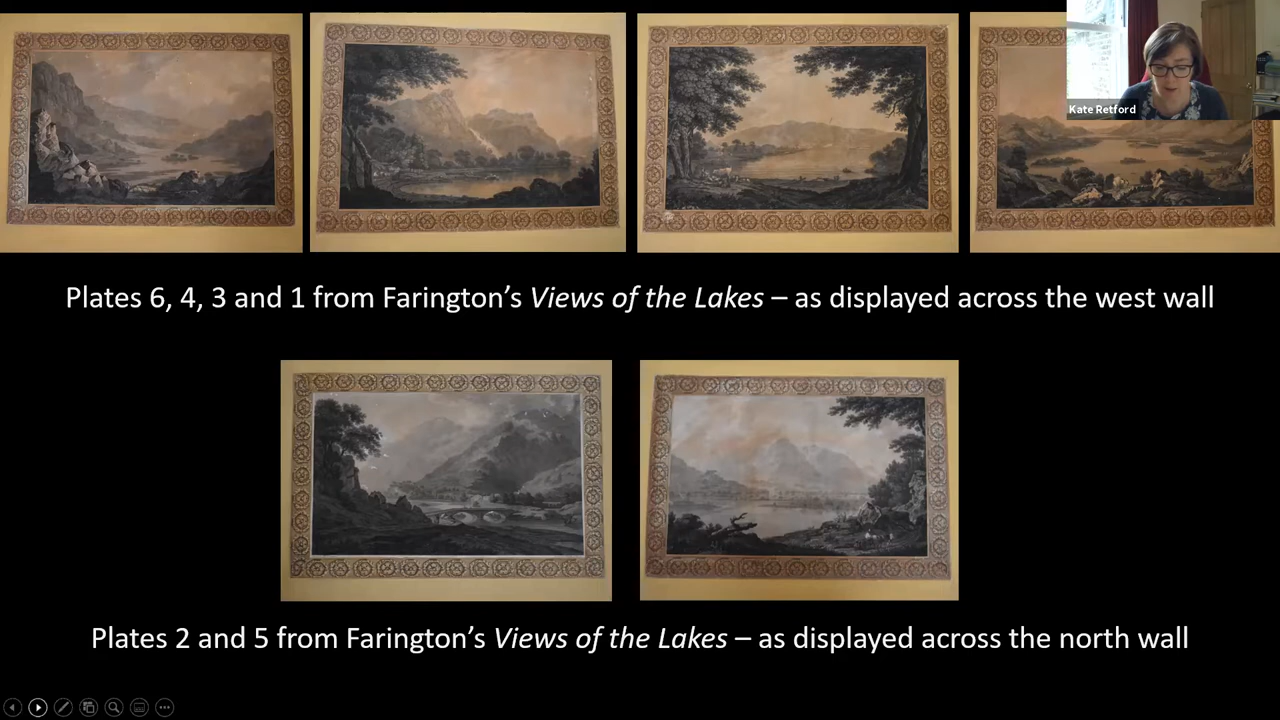 Kate Retford
Plates 6, 4, 3 and 1 from Farington’s Views of the Lakes – as displayed across the west wall
Plates 2 and 5 from Farington’s Views of the Lakes – as displayed across the north wall